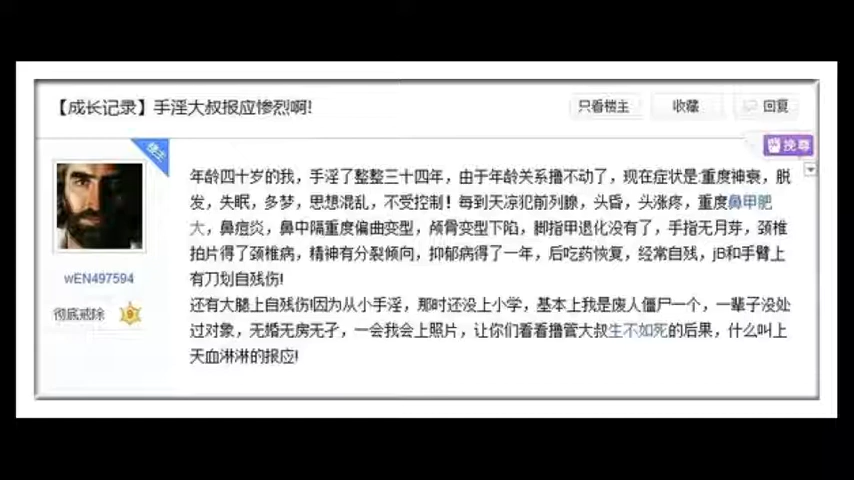 【成长记录】手淫大叔报应惨烈啊!
只看楼主
收藏
回复
楼主
挽尊
年龄四十岁的我，手淫了整整三十四年，由于年龄关系撸不动了，现在症状是:重度神衰，脱
发，失眠，多梦，思想混乱，不受控制！每到天凉犯前列腺，头昏，头涨疼，重度鼻甲肥
大，鼻痘炎，鼻中隔重度偏曲变型，颅骨变型下陷，脚指甲退化没有了，手指无月芽，颈椎
拍片得了颈椎病，精神有分裂倾向，抑郁病得了一年，后吃药恢复，经常自残，jB和手臂上
有刀划自残伤!
还有大腿上自残伤!因为从小手淫，那时还没上小学，基本上我是废人僵尸一个，一辈子没处
过对象，无婚无房无孑，一会我会上照片，让你们看看撸管大叔生不如死的后果，什么叫上
天血淋淋的报应!
wEN497594
彻底戒除
9